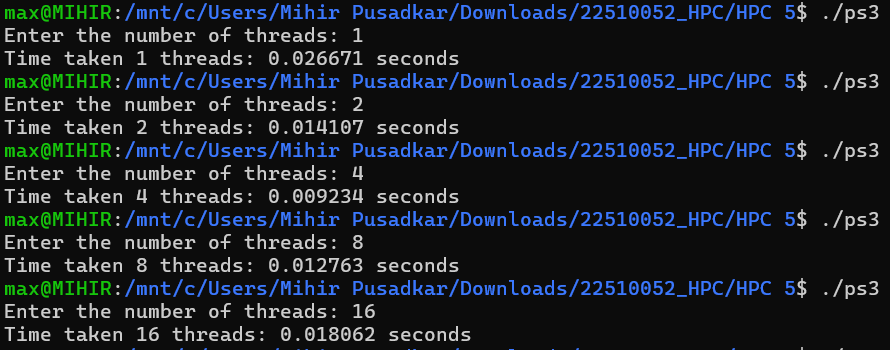 max@MIHIR:/mnt/c/Users/Mihir Pusadkar/Downloads/22510052_HPC/HPC 5$ ./ps3
Enter the number of threads: 1
Time taken 1 threads: 0.026671 seconds
max@MIHIR:/mnt/c/Users/Mihir Pusadkar/Downloads/22510052_HPC/HPC 5$ ./ps3
Enter the number of threads: 2
Time taken 2 threads: 0.014107 seconds
max@MIHIR:/mnt/c/Users/Mihir Pusadkar/Downloads/22510052_HPC/HPC 5$ ./ps3
Enter the number of threads: 4
Time taken 4 threads: 0.009234 seconds
max@MIHIR:/mnt/c/Users/Mihir Pusadkar/Downloads/22510052_HPC/HPC 5$ ./ps3
Enter the number of threads: 8
Time taken 8 threads: 0.012763 seconds
max@MIHIR:/mnt/c/Users/Mihir Pusadkar/Downloads/22510052_HPC/HPC 5$ ./ps3
Enter the number of threads: 16
Time taken 16 threads: 0.018062 seconds